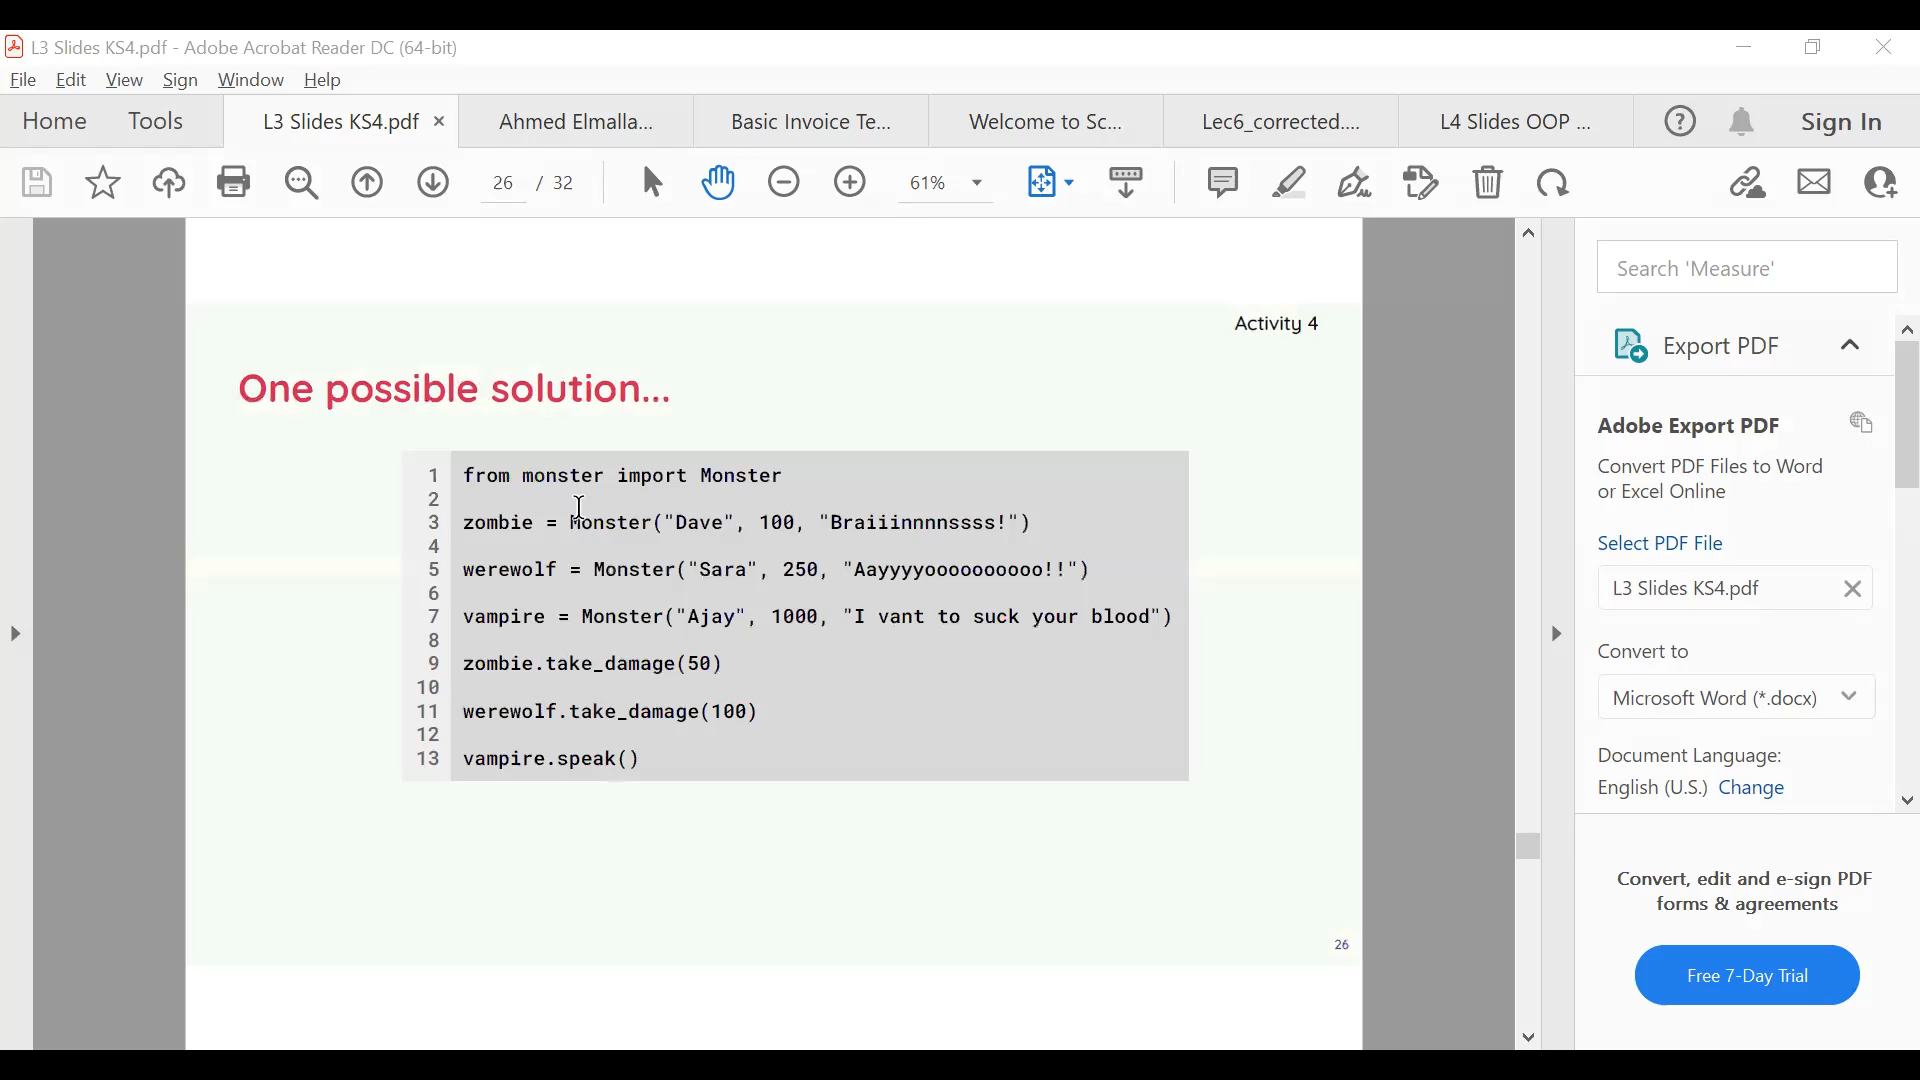 L3 Slides KS4.pdf - Adobe Acrobat Reader DC (64-bit)
File Edit View Sign Window Help
Home Tools L3 Slides KS4.pdf × Ahmed Elmalla... Basic Invoice Te... Welcome to Sc... Lec6_corrected.... L4 Slides OOP ... Sign In
26 / 32 61%
Search 'Measure'
Activity 4
Export PDF
One possible solution...
Adobe Export PDF
Convert PDF Files to Word
or Excel Online
1 from monster import Monster
2
3 zombie = Monster("Dave", 100, "Braiiinnnnssss!")
4
5 werewolf = Monster("Sara", 250, "Aayyyyoooooooooo!!")
6
7 vampire = Monster("Ajay", 1000, "I vant to suck your blood")
8
9 zombie.take_damage(50)
10
11 werewolf.take_damage(100)
12
13 vampire.speak()
Select PDF File
L3 Slides KS4.pdf
Convert to
Microsoft Word (*.docx)
Document Language:
English (U.S.) Change
Convert, edit and e-sign PDF
forms & agreements
26
Free 7-Day Trial